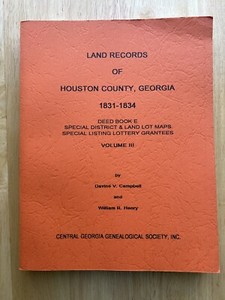 LAND RECORDS
OF
HOUSTON COUNTY, GEORGIA
1831-1834
DEED BOOK E
SPECIAL DISTRICT & LAND LOT MAPS.
SPECIAL LISTING LOTTERY GRANTEES
VOLUME III
by
V. Campbell
and
William R. Henry
CENTRAL GEORGIA GENEALOGICAL SOCIETY, INC.